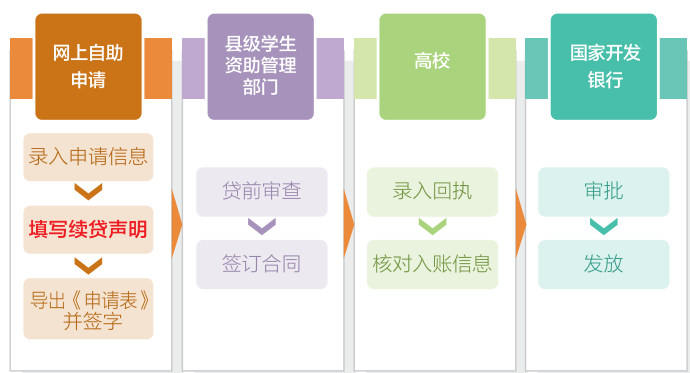 网上自助
申请
录入申请信息
填写续贷声明
导出《申请表》
并签字
县级学生
资助管理
部门
贷前审查
签订合同
高校
录入回执
核对入账信息
国家开发
银行
审批
发放